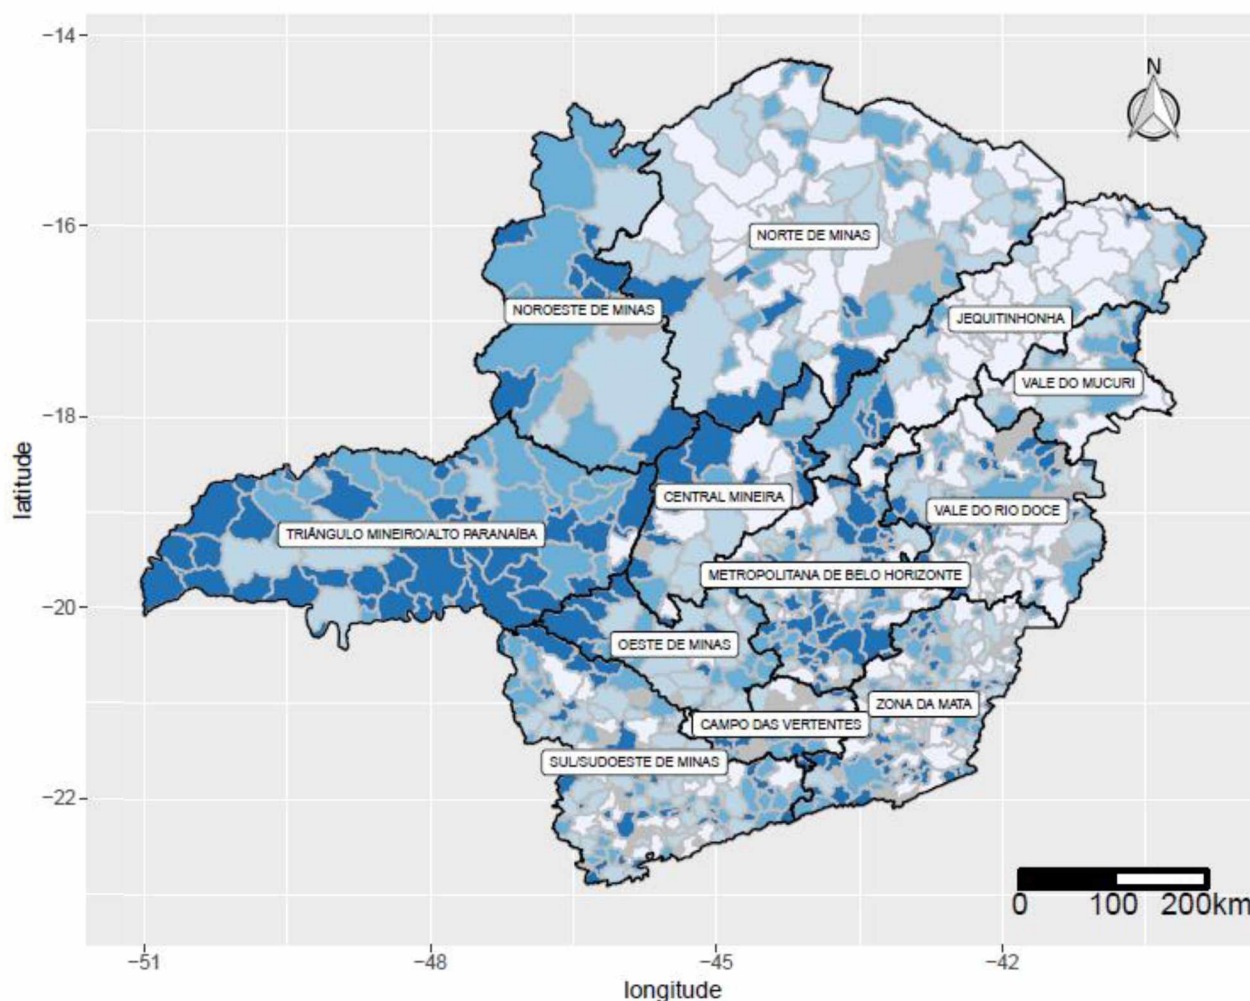 −14
N
−16
NORTE DE MINAS
NOROESTE DE MINAS
JEQUITINHONHA
VALE DO MUCURI
−18
latitude
CENTRAL MINEIRA
VALE DO RIO DOCE
TRIÂNGULO MINEIRO/ALTO PARANAÍBA
METROPOLITANA DE BELO HORIZONTE
−20
OESTE DE MINAS
ZONA DA MATA
CAMPO DAS VERTENTES
SUL/SUDOESTE DE MINAS
−22
0 100 200km
−51 −48 −45 −42
longitude